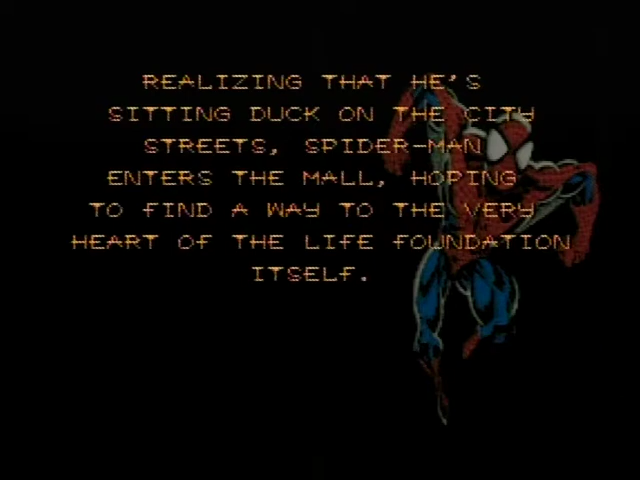 REALIZING THAT HE'S
SITTING DUCK ON THE CITY
STREETS, SPIDER-MAN
ENTERS THE MALL, HOPING
TO FIND A WAY TO THE VERY
HEART OF THE LIFE FOUNDATION
ITSELF.